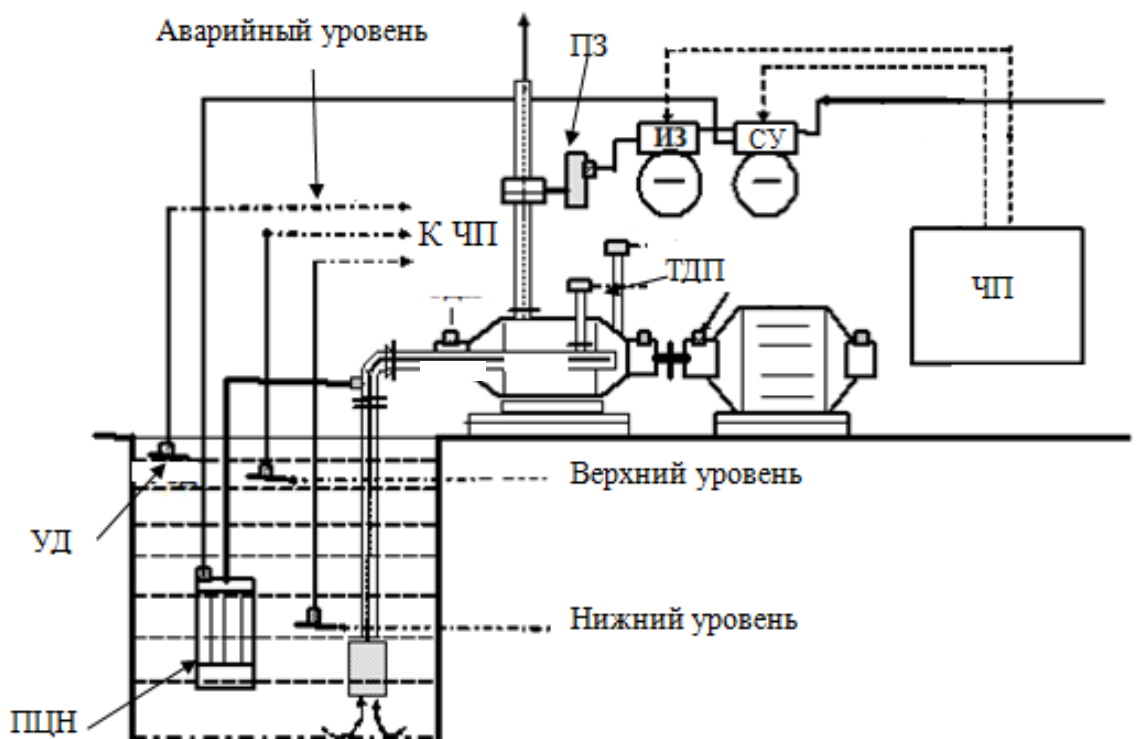 Аварийный уровень
ПЗ
ИЗ
СУ
К ЧП
ТДП
ЧП
Верхний уровень
УД
Нижний уровень
ПЦН